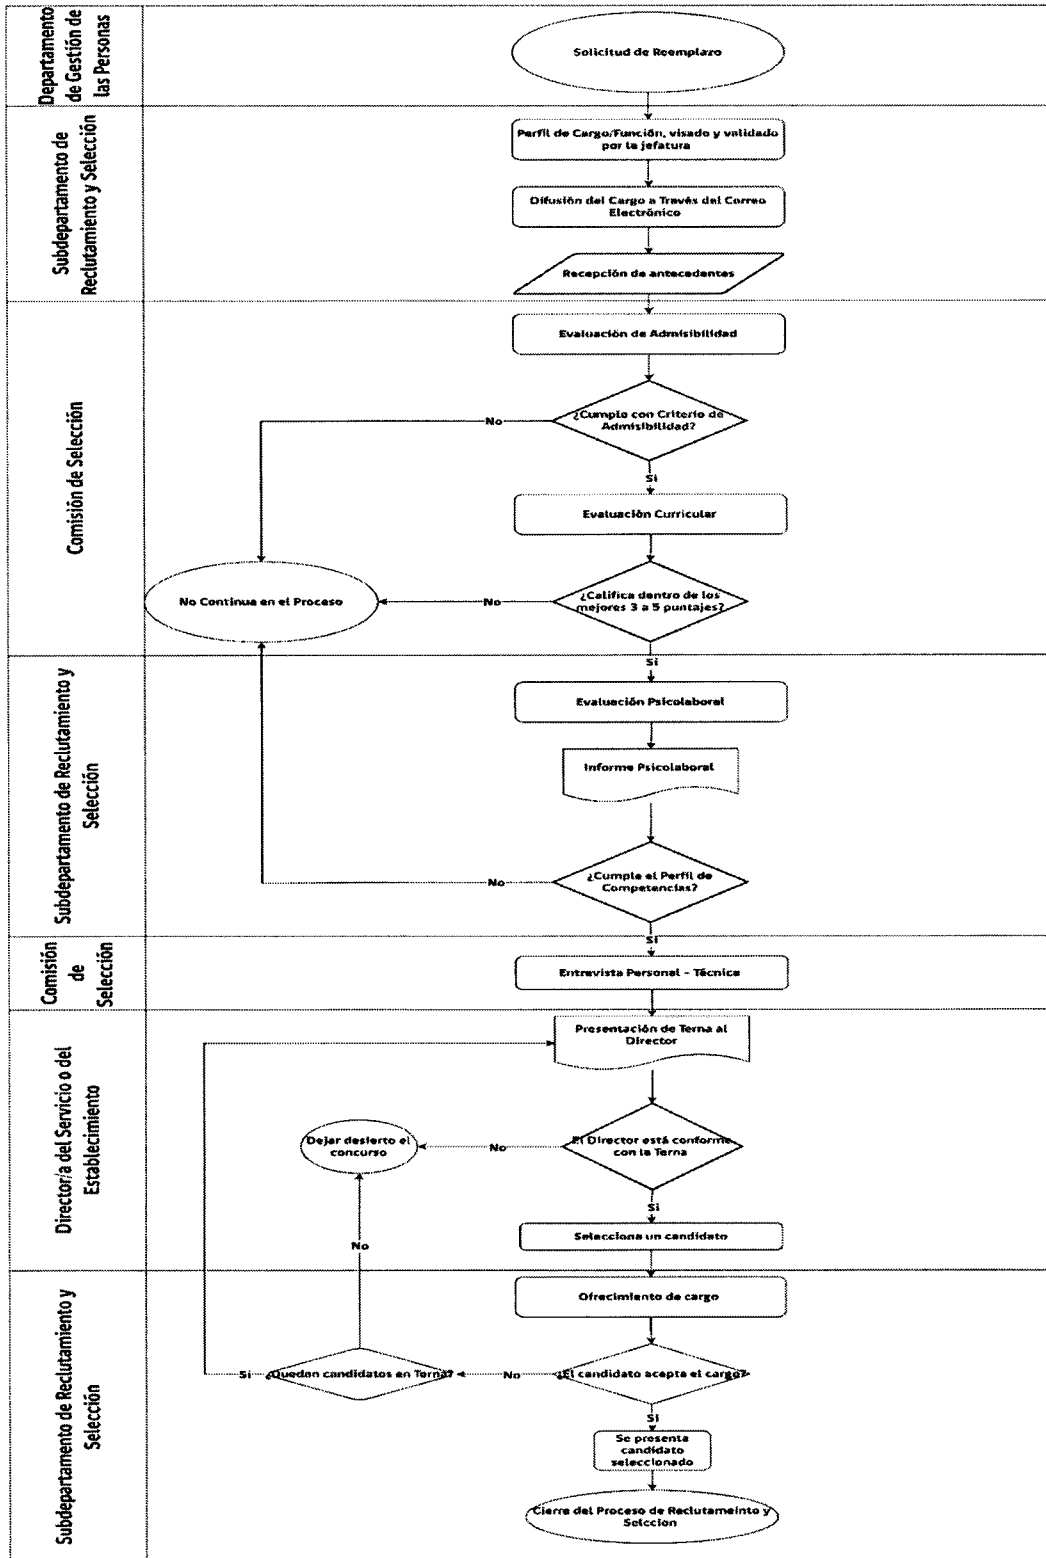 Departamento
de Gestión de
las Personas
Solicitud de Reemplazo
Subdepartamento de
Reclutamiento y Selección
Perfil de Cargo/Función, visado y validado
por la jefatura
Difusión del Cargo a Través del Correo
Electrónico
Recepción de antecedentes
Comisión de Selección
Evaluación de Admisibilidad
¿Cumple con Criterio de
Admisibilidad?
No
Si
Evaluación Curricular
¿Califica dentro de los
mejores 3 a 5 puntajes?
No
No Continua en el Proceso
Si
Subdepartamento de Reclutamiento y
Selección
Evaluación Psicolaboral
Informe Psicolaboral
¿Cumple el Perfil de
Competencias?
No
Si
Comisión
de
Selección
Entrevista Personal - Técnica
Director/a del Servicio o del
Establecimiento
Presentación de Terna al
Director
El Director está conforme
con la Terna
No
Dejar desierto el
concurso
Si
Selecciona un candidato
No
Subdepartamento de Reclutamiento y
Selección
Ofrecimiento de cargo
¿El candidato acepta el cargo?
No
¿Quedan candidatos en Terna?
Si
Si
Se presenta
candidato
seleccionado
Cierre del Proceso de Reclutameinto y
Selccion